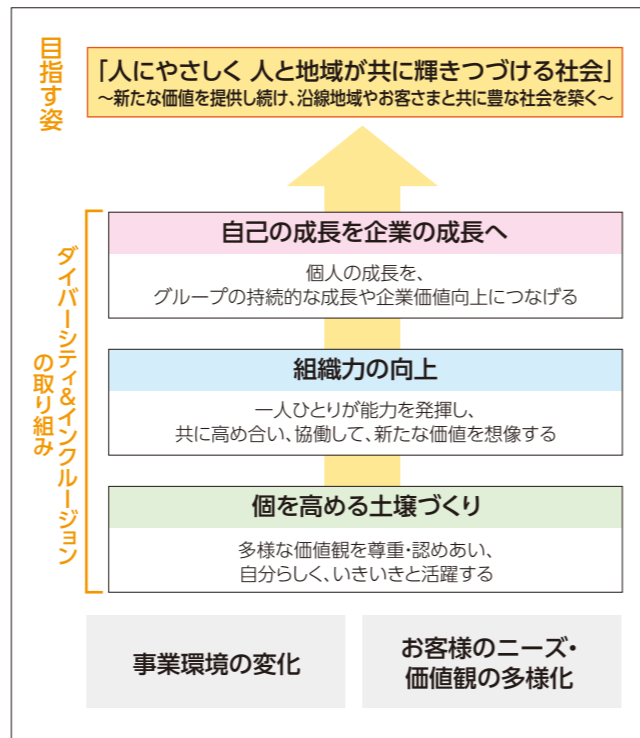 目指す姿
「人にやさしく 人と地域が共に輝きつづける社会」
～新たな価値を提供し続け、沿線地域やお客さまと共に豊な社会を築く～
ダイバーシティ&インクルージョン
の取り組み
自己の成長を企業の成長へ
個人の成長を、
グループの持続的な成長や企業価値向上につなげる
組織力の向上
一人ひとりが能力を発揮し、
共に高め合い、協働して、新たな価値を想像する
個を高める土壌づくり
多様な価値観を尊重・認めあい、
自分らしく、いきいきと活躍する
事業環境の変化
お客様のニーズ・
価値観の多様化